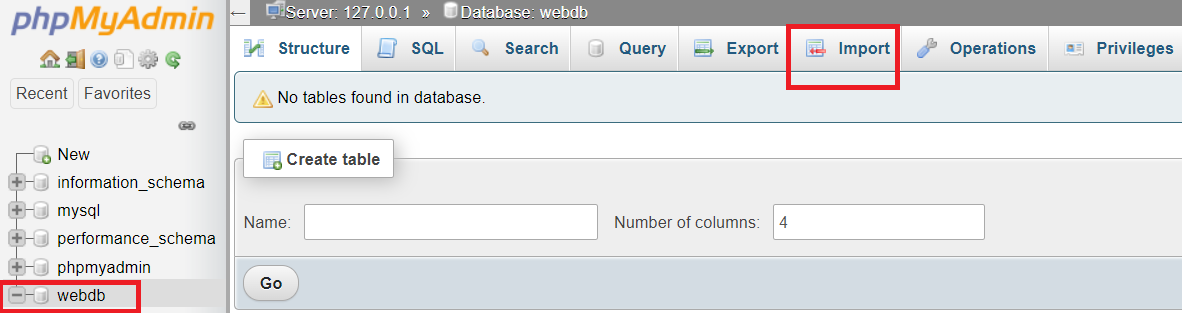 phpMyAdmin
Recent Favorites
New
information_schema
mysql
performance_schema
phpmyadmin
webdb
Server: 127.0.0.1 » Database: webdb
Structure SQL Search Query Export Import Operations Privileges
No tables found in database.
Create table
Name: Number of columns: 4
Go